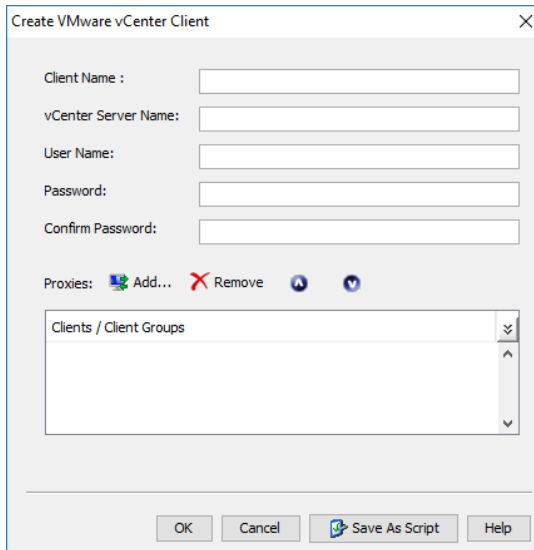 Create VMware vCenter Client
Client Name :
vCenter Server Name:
User Name:
Password:
Confirm Password:
Proxies: Add... Remove
Clients / Client Groups
OK Cancel Save As Script Help